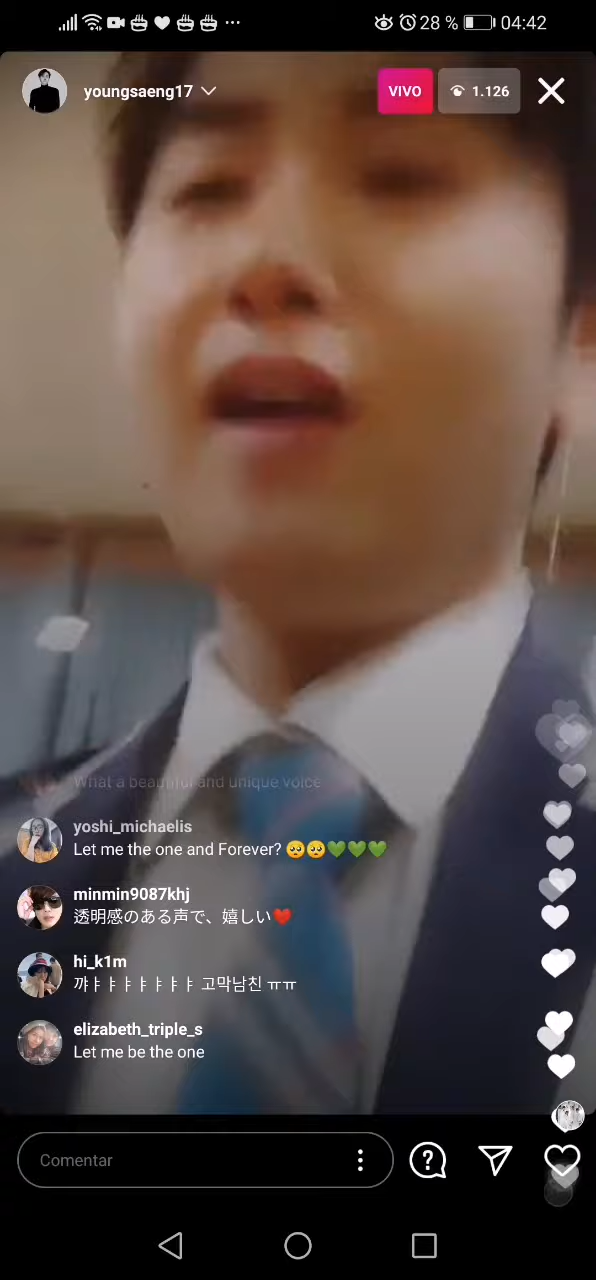 28 % 04:42
youngsaeng17 VIVO 1.126
What a beautiful and unique voice
yoshi_michaelis
Let me the one and Forever? 🥺🥺💚💚💚
minmin9087khj
透明感のある声で、嬉しい❤️
hi_k1m
꺄ㅑㅑㅑㅑㅑㅑㅑ 고막남친 ㅠㅠ
elizabeth_triple_s
Let me be the one
Comentar